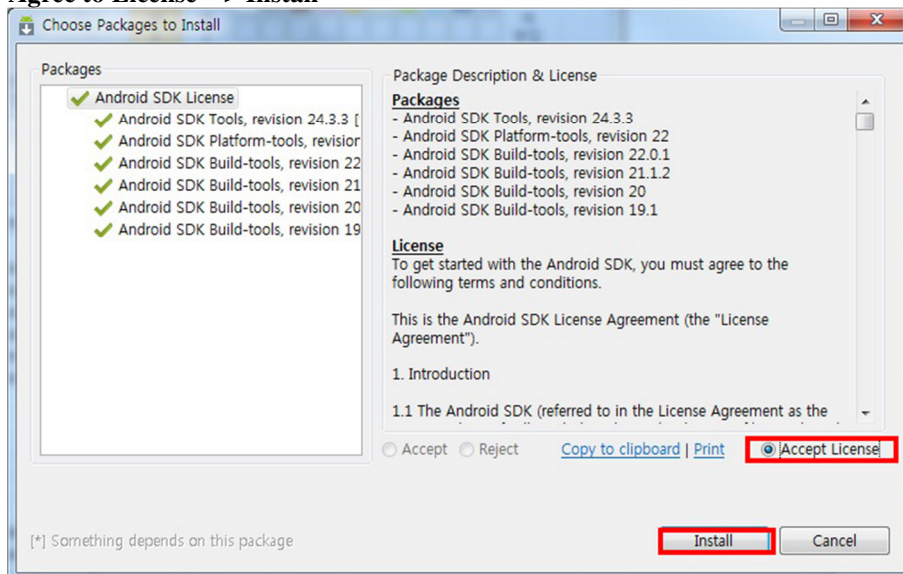 Agree to License --> Install
Choose Packages to Install
Packages
Android SDK License
Android SDK Tools, revision 24.3.3 [
Android SDK Platform-tools, revision
Android SDK Build-tools, revision 22
Android SDK Build-tools, revision 21
Android SDK Build-tools, revision 20
Android SDK Build-tools, revision 19
Package Description & License
Packages
- Android SDK Tools, revision 24.3.3
- Android SDK Platform-tools, revision 22
- Android SDK Build-tools, revision 22.0.1
- Android SDK Build-tools, revision 21.1.2
- Android SDK Build-tools, revision 20
- Android SDK Build-tools, revision 19.1
License
To get started with the Android SDK, you must agree to the
following terms and conditions.
This is the Android SDK License Agreement (the "License
Agreement").
1. Introduction
1.1 The Android SDK (referred to in the License Agreement as the
Accept Reject Copy to clipboard | Print Accept License
[*] Something depends on this package
Install Cancel